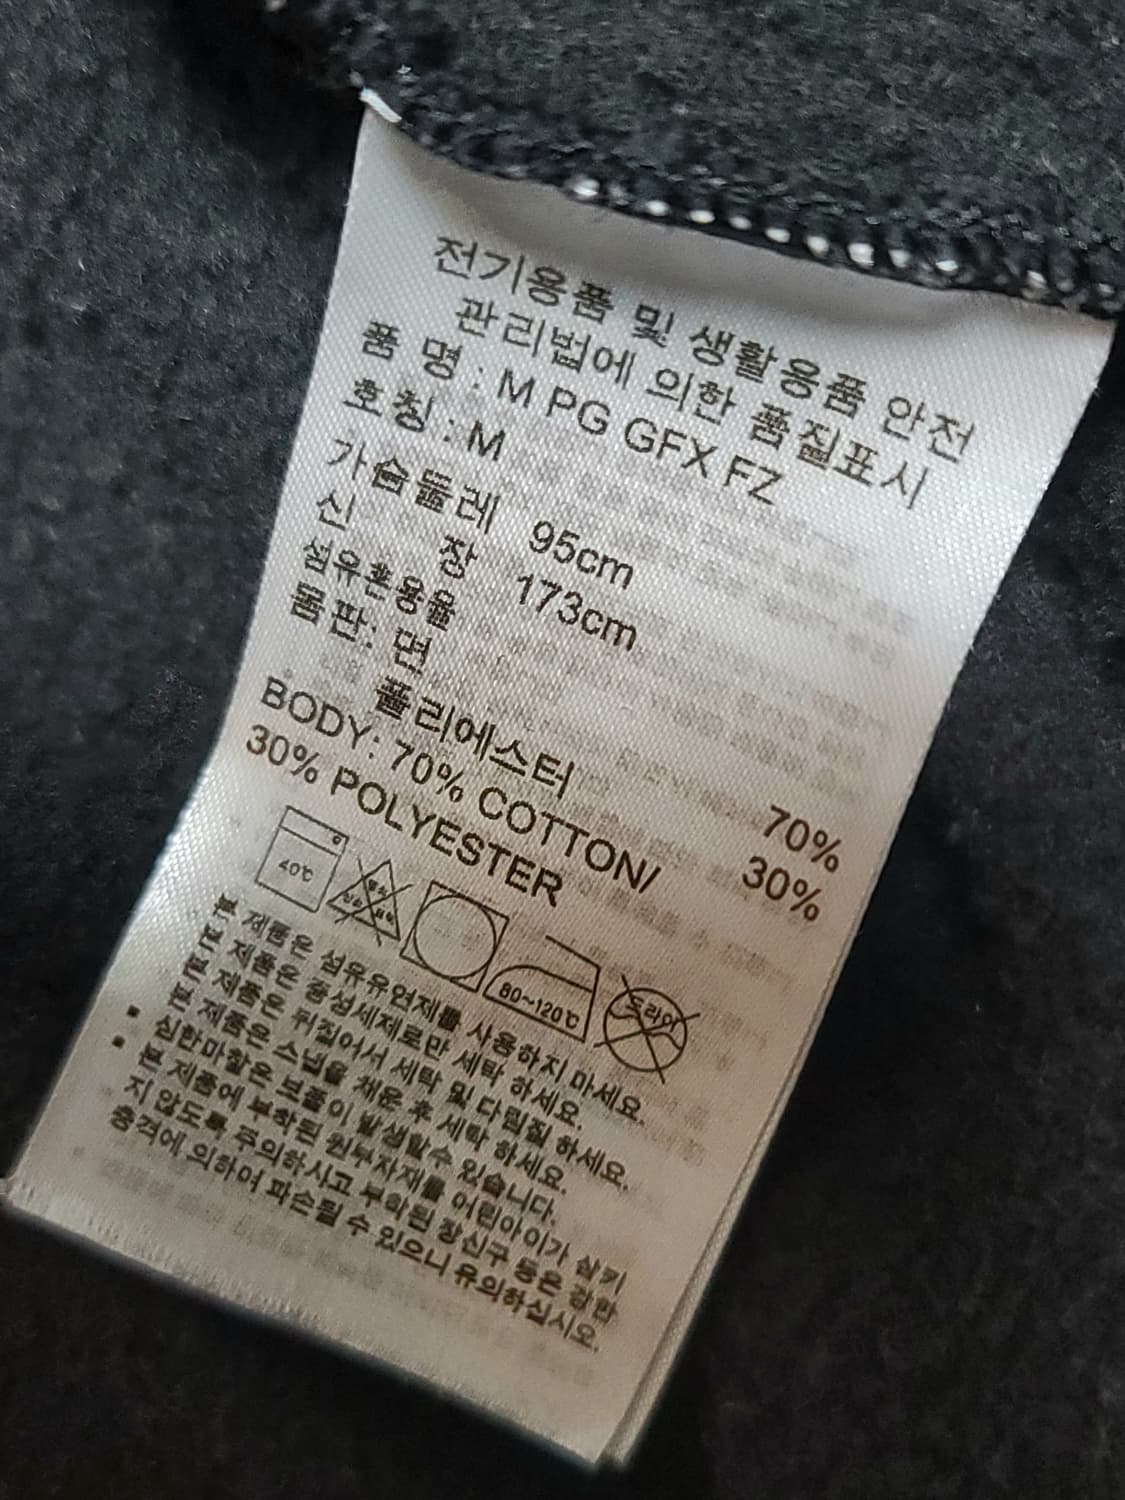 전기용품 및 생활용품 안전
관리법에 의한 품질표시
품 명 : M PG GFX FZ
호칭 : M
가슴둘레 95cm
신 장 173cm
섬유혼용율
몸판: 면 70%
폴리에스터 30%
BODY: 70% COTTON/
30% POLYESTER
40℃ 염소 산소 표백 80~120℃ 드라이
본 제품은 섬유유연제를 사용하지 마세요.
본 제품은 중성세제로만 세탁 하세요.
본 제품은 뒤집어서 세탁 및 다림질 하세요.
본 제품은 스냅을 채운 후 세탁 하세요.
▪ 심한마찰은 보풀이 발생할수 있습니다.
▪ 본 제품에 부착된 원부자재를 어린아이가 삼키
지 않도록 주의하시고 부착된 장신구 등은 강한
충격에 의하여 파손될 수 있으니 유의하십시오.